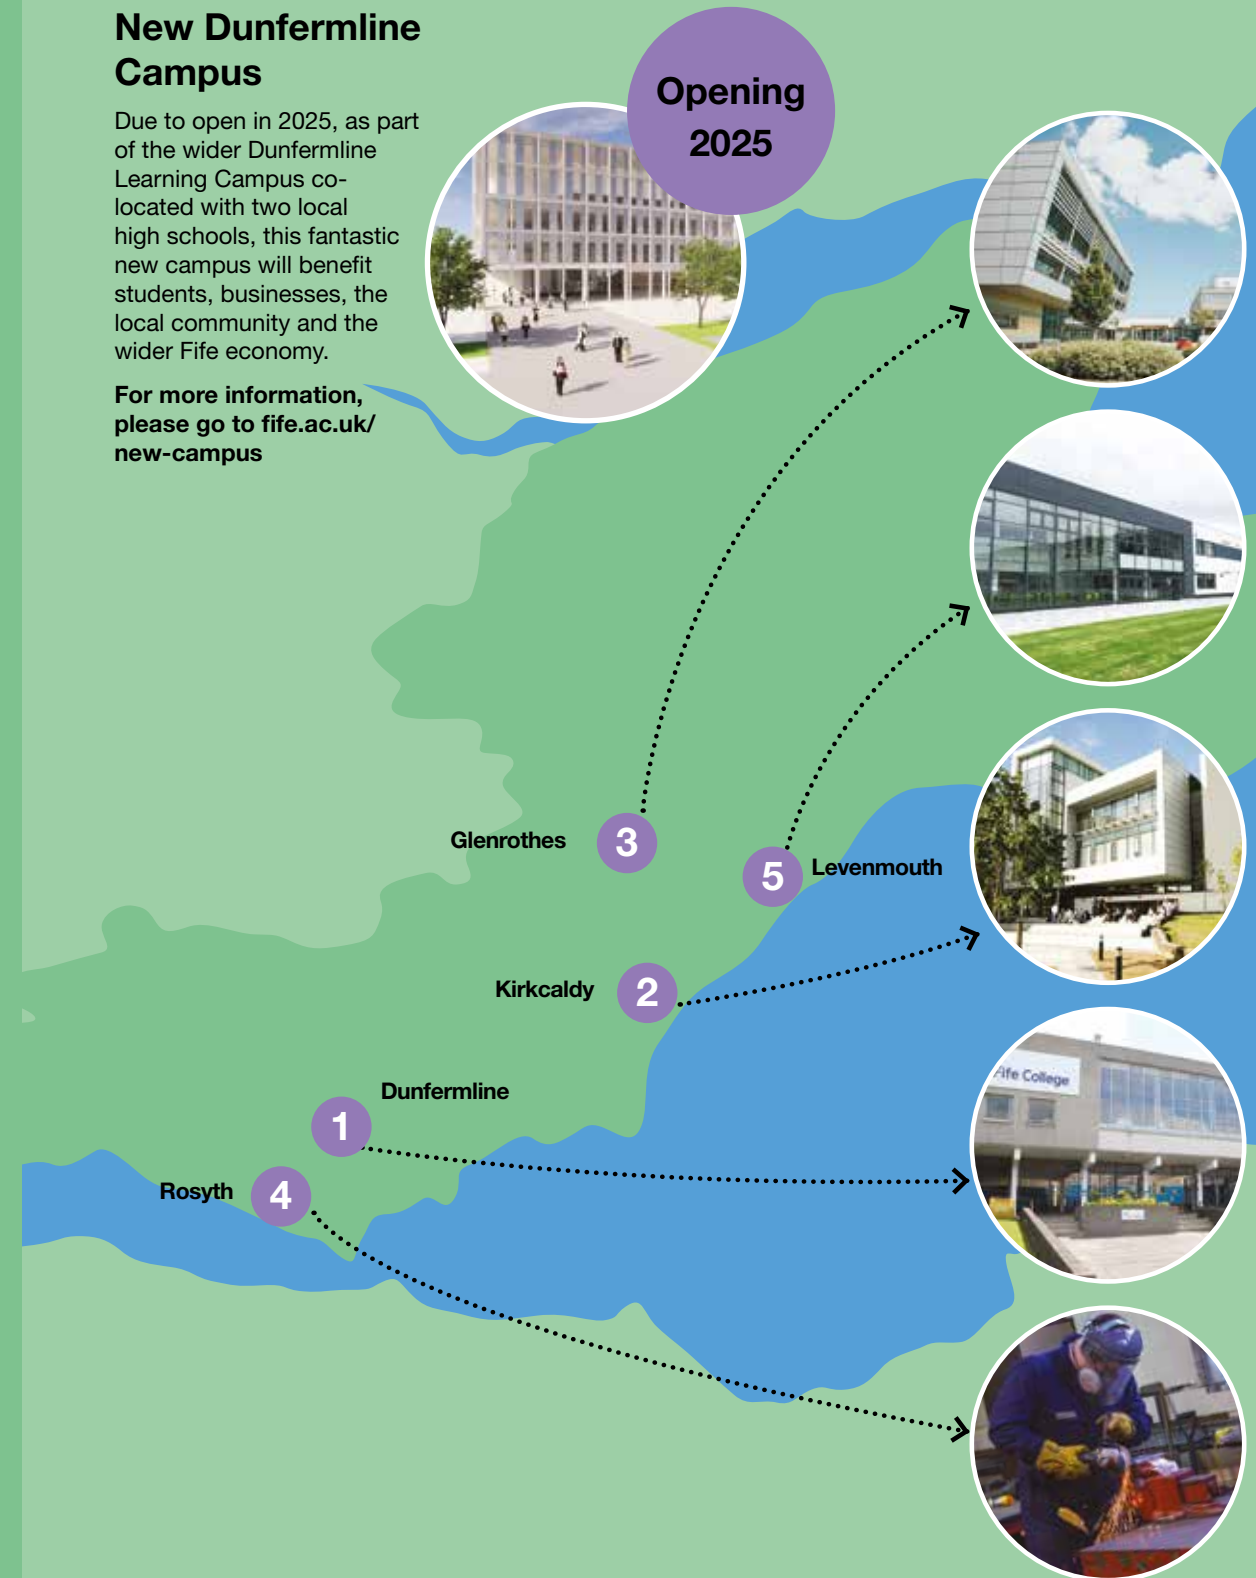 New Dunfermline
Campus
Due to open in 2025, as part
of the wider Dunfermline
Learning Campus co-
located with two local
high schools, this fantastic
new campus will benefit
students, businesses, the
local community and the
wider Fife economy.
For more information,
please go to fife.ac.uk/
new-campus
Opening
2025
Glenrothes
3
5
Levenmouth
Kirkcaldy
2
Dunfermline
1
Rosyth
4
Fife College